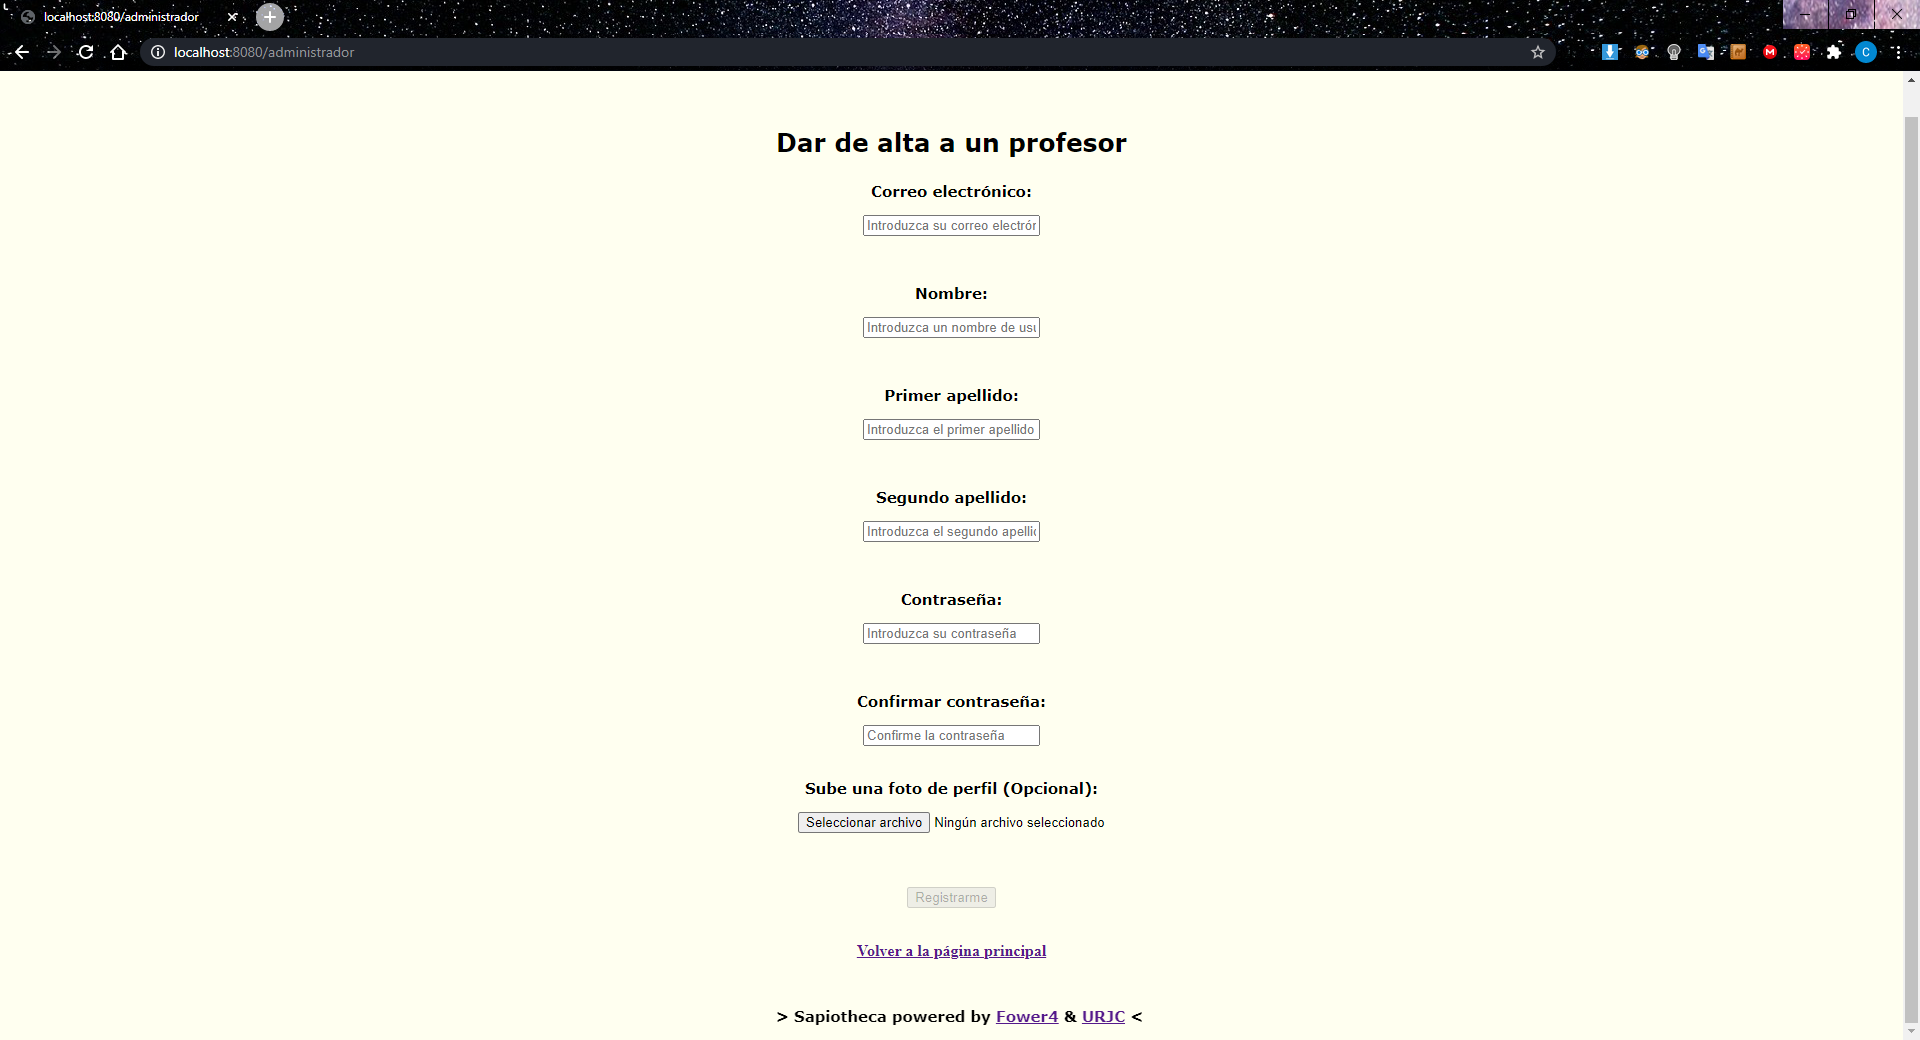 localhost:8080/administrador
localhost:8080/administrador
C
Dar de alta a un profesor
Correo electrónico:
Introduzca su correo electrón
Nombre:
Introduzca un nombre de usu
Primer apellido:
Introduzca el primer apellido
Segundo apellido:
Introduzca el segundo apellid
Contraseña:
Introduzca su contraseña
Confirmar contraseña:
Confirme la contraseña
Sube una foto de perfil (Opcional):
Seleccionar archivo Ningún archivo seleccionado
Registrarme
Volver a la página principal
> Sapiotheca powered by Fower4 & URJC <